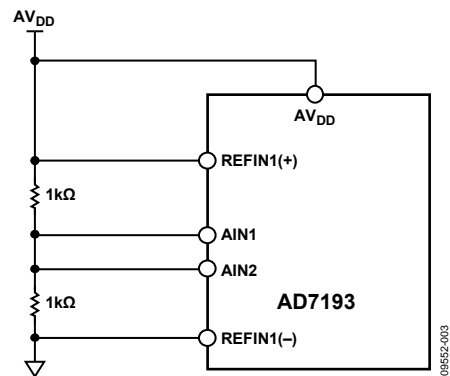 AVDD
AVDD
REFIN1(+)
1kΩ
AIN1
AIN2
1kΩ
AD7193
REFIN1(–)
09552-003